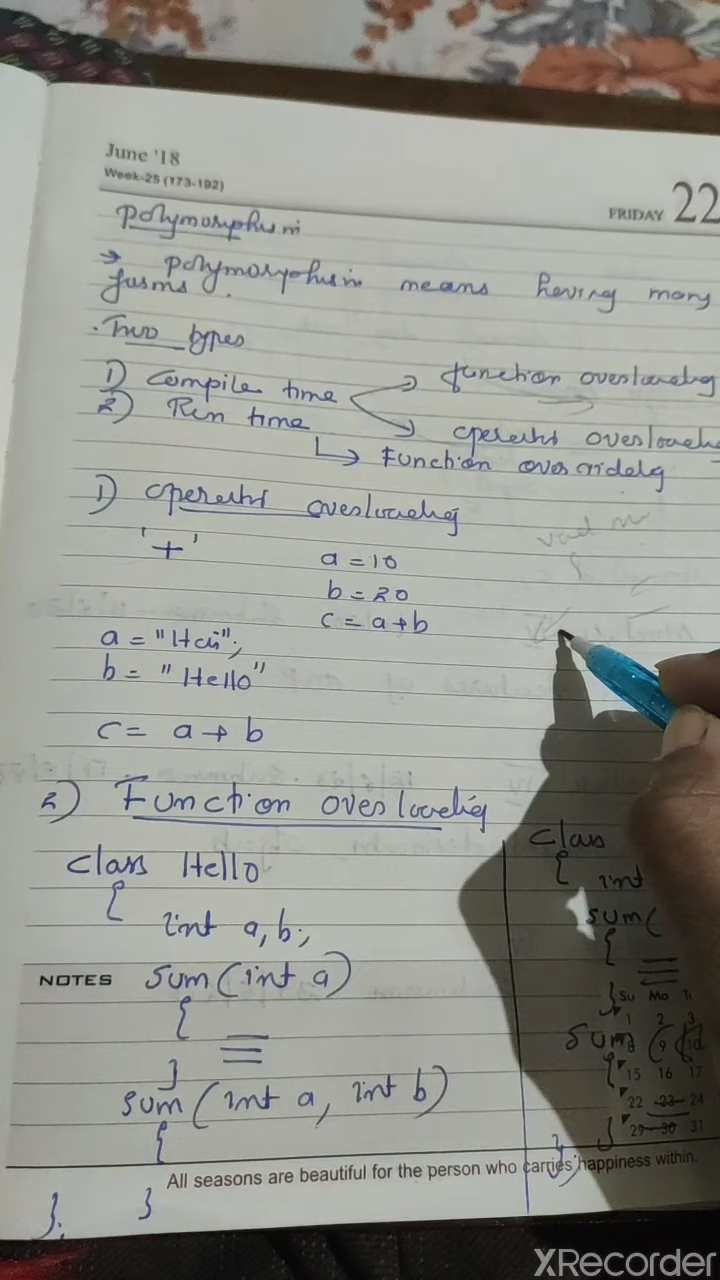 June '18
Week-25 (173-192)
FRIDAY 22
polymorphism
→ polymorphism means having many
forms.
. Two types
1) Compile time → function overloading
2) Run time → operator overloadi
↳ Function overriding
1) operator overloading
'+'
a = 10
b = 20
c = a + b
a = "Hai";
b = "Hello"
c = a + b
2) Function overloading
class Hello
{
int a, b;
NOTES sum (int a)
{
}
sum (int a, int b)
{
}
};
class
{
int
sum (
{
}
sum (
{
}
}
Su Mo T
1 2 3
9 10
15 16 17
22 23 24
29 30 31
All seasons are beautiful for the person who carries happiness within.
XRecorder